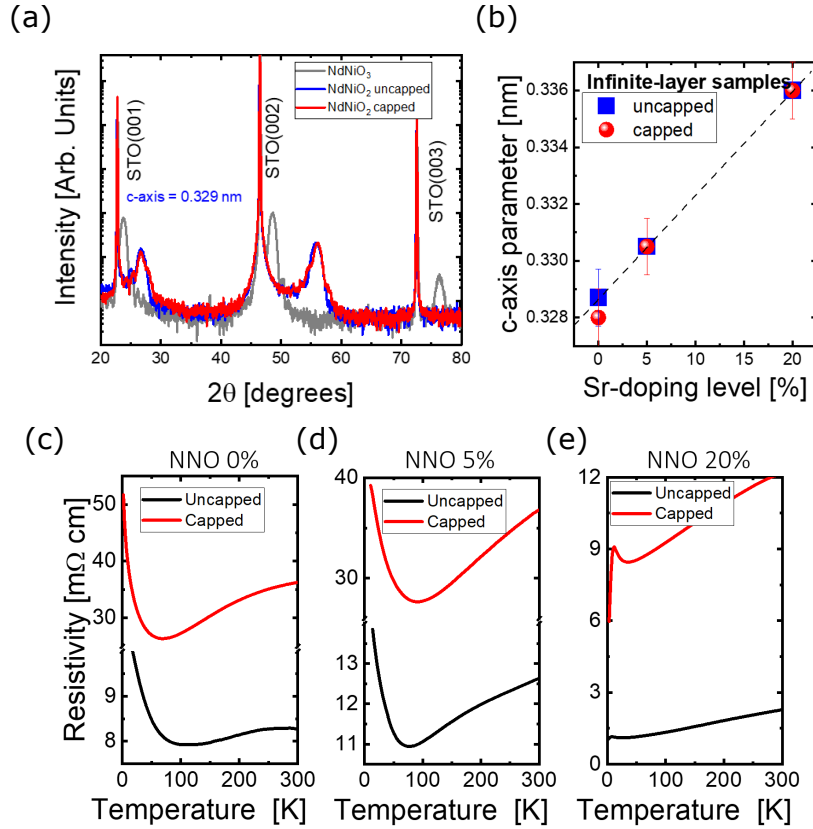 (a)
Intensity [Arb. Units]
NdNiO₃
NdNiO₂ uncapped
NdNiO₂ capped
STO(001)
STO(002)
STO(003)
c-axis = 0.329 nm
20 30 40 50 60 70 80
2θ [degrees]
(b)
c-axis parameter [nm]
0.336
0.334
0.332
0.330
0.328
Infinite-layer samples
uncapped
capped
0 5 10 15 20
Sr-doping level [%]
(c)
NNO 0%
Resistivity [mΩ cm]
Uncapped
Capped
50
40
30
9
8
0 100 200 300
Temperature [K]
(d)
NNO 5%
Uncapped
Capped
40
30
13
12
11
0 100 200 300
Temperature [K]
(e)
NNO 20%
Uncapped
Capped
12
9
6
3
0
0 100 200 300
Temperature [K]